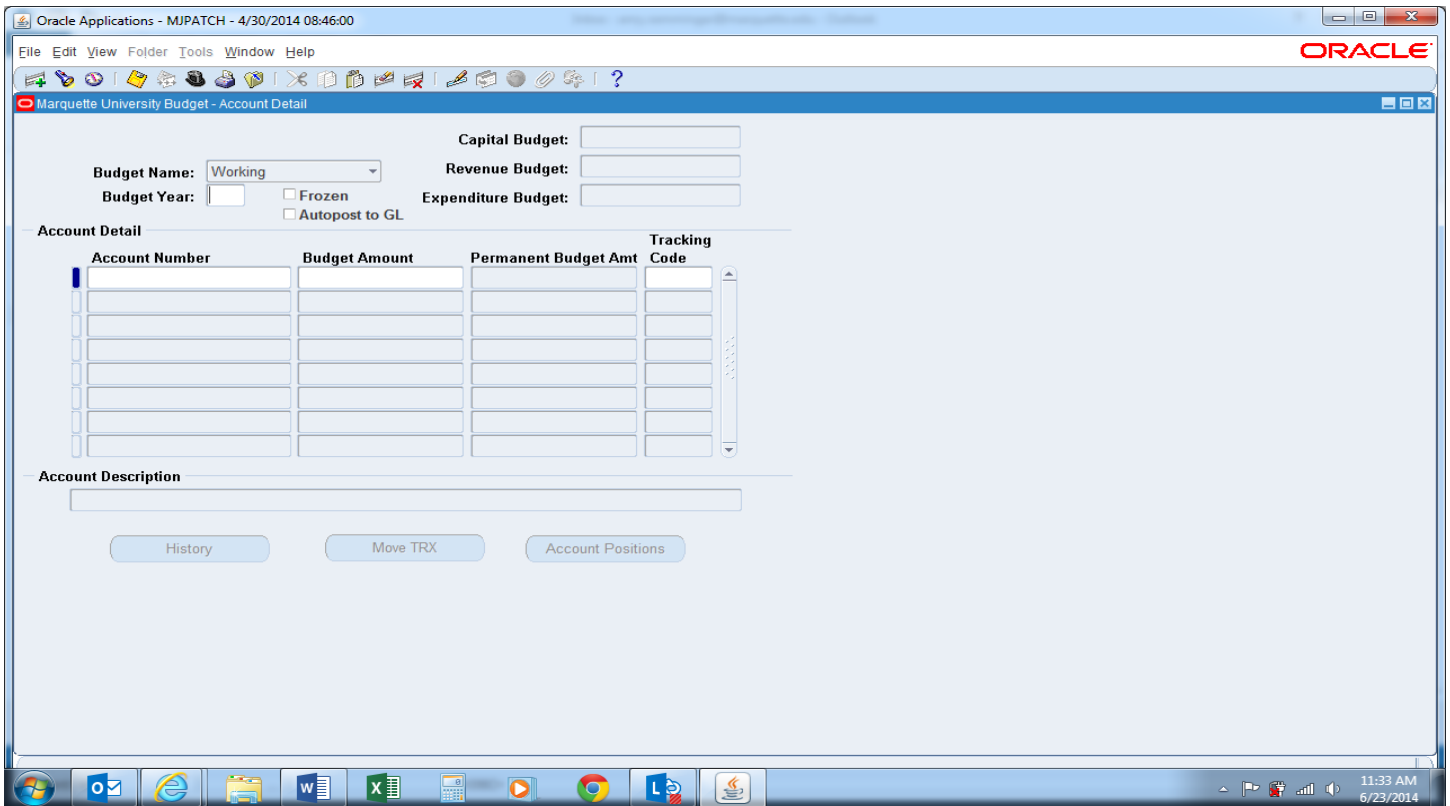 Oracle Applications - MJPATCH - 4/30/2014 08:46:00
File Edit View Folder Tools Window Help
ORACLE
Marquette University Budget - Account Detail
Capital Budget:
Budget Name: Working
Revenue Budget:
Budget Year:
Frozen
Expenditure Budget:
Autopost to GL
Account Detail
Tracking
Account Number Budget Amount Permanent Budget Amt Code
Account Description
History Move TRX Account Positions
11:33 AM
6/23/2014